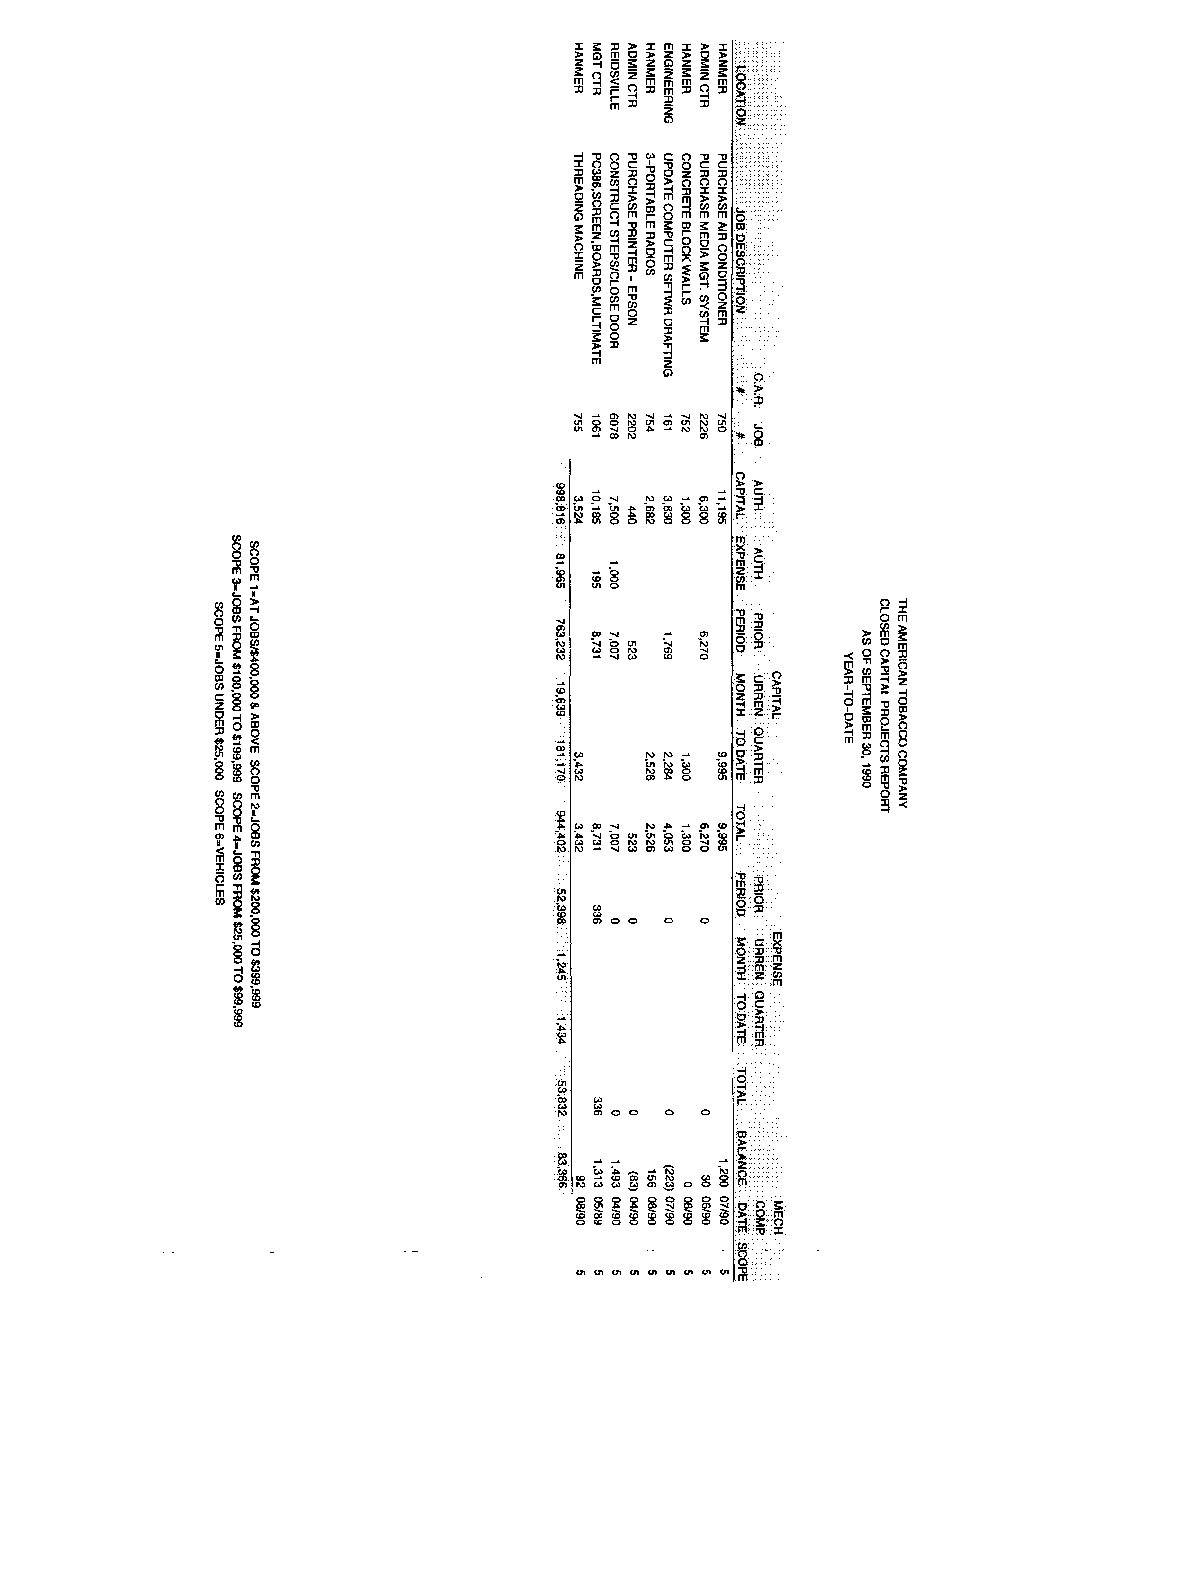 THE AMERICAN TOBACCO COMPANY
CLOSED CAPITAL PROJECTS REPORT
AS OF SEPTEMBER 30, 1990
YEAR-TO-DATE
CAPITAL EXPENSE MECH
C.A.R. JOB AUTH. AUTH. PRIOR URREN QUARTER PRIOR URREN QUARTER COMP
LOCATION JOB DESCRIPTION # # CAPITAL EXPENSE PERIOD MONTH TO DATE TOTAL PERIOD MONTH TO DATE TOTAL BALANCE DATE SCOPE
HANMER PURCHASE AIR CONDITIONER 750 11,195 9,995 9,995 1,200 07/90 5
ADMIN CTR PURCHASE MEDIA MGT. SYSTEM 2226 6,300 6,270 6,270 0 0 30 06/90 5
HANMER CONCRETE BLOCK WALLS 752 1,300 1,300 1,300 0 06/90 5
ENGINEERING UPDATE COMPUTER SFTWR DRAFTING 161 3,830 1,769 2,284 4,053 0 0 (223) 07/90 5
HANMER 3-PORTABLE RADIOS 754 2,682 2,526 2,526 156 08/90 5
ADMIN CTR PURCHASE PRINTER - EPSON 2202 440 523 523 0 0 (83) 04/90 5
REIDSVILLE CONSTRUCT STEPS/CLOSE DOOR 6078 7,500 1,000 7,007 7,007 0 0 1,493 04/90 5
MGT CTR PC386,SCREEN,BOARDS,MULTIMATE 1061 10,185 195 8,731 8,731 336 336 1,313 05/89 5
HANMER THREADING MACHINE 755 3,524 3,432 3,432 92 08/90 5
998,616 81,965 763,232 19,639 181,170 944,402 52,398 1,245 1,434 53,832 83,366
SCOPE 1=AT JOBS/$400,000 & ABOVE SCOPE 2=JOBS FROM $200,000 TO $399,999
SCOPE 3=JOBS FROM $100,000 TO $199,999 SCOPE 4=JOBS FROM $25,000 TO $99,999
SCOPE 5=JOBS UNDER $25,000 SCOPE 6=VEHICLES